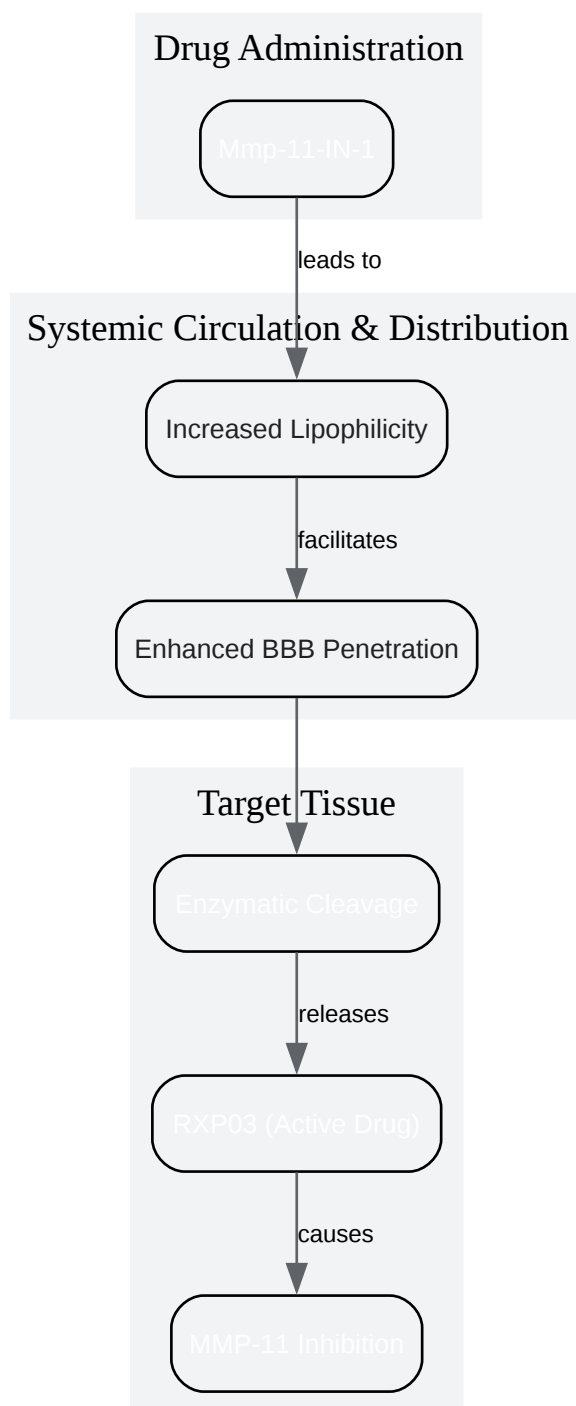 Drug Administration
Mmp-11-IN-1
leads to
Systemic Circulation & Distribution
Increased Lipophilicity
facilitates
Enhanced BBB Penetration
Target Tissue
Enzymatic Cleavage
releases
RXP03 (Active Drug)
causes
MMP-11 Inhibition